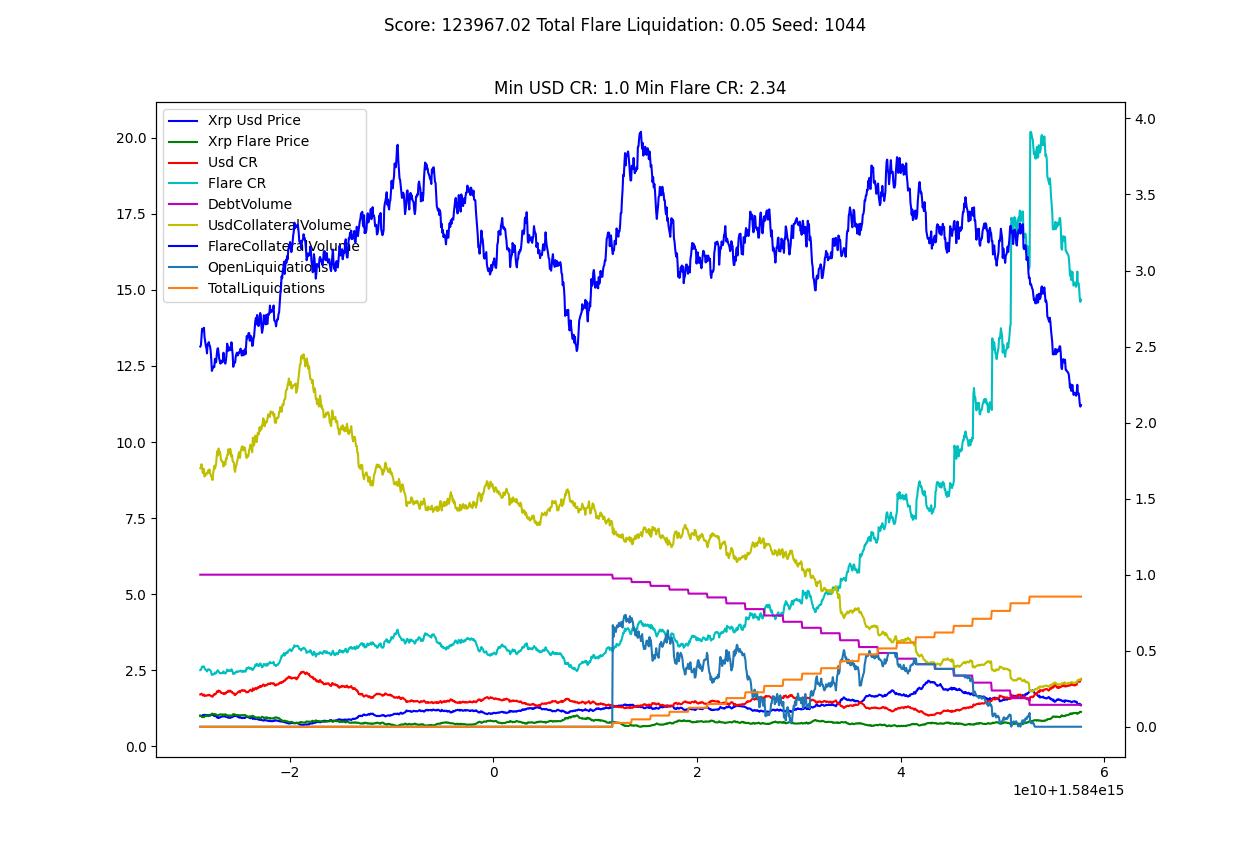 Score: 123967.02 Total Flare Liquidation: 0.05 Seed: 1044
Min USD CR: 1.0 Min Flare CR: 2.34
Xrp Usd Price
Xrp Flare Price
Usd CR
Flare CR
DebtVolume
UsdCollateralVolume
FlareCollateralVolume
OpenLiquidations
TotalLiquidations
20.0
17.5
15.0
12.5
10.0
7.5
5.0
2.5
0.0
4.0
3.5
3.0
2.5
2.0
1.5
1.0
0.5
0.0
−2 0 2 4 6
1e10+1.584e15